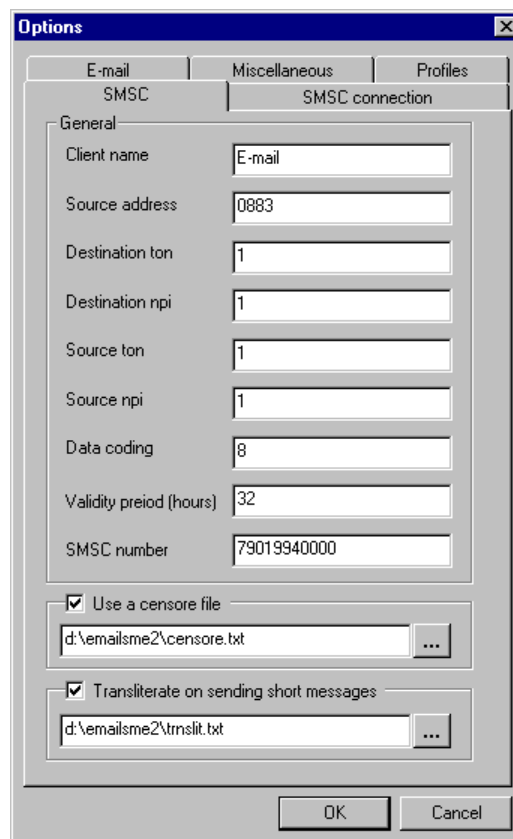 Options
E-mail Miscellaneous Profiles
SMSC SMSC connection
General
Client name E-mail
Source address 0883
Destination ton 1
Destination npi 1
Source ton 1
Source npi 1
Data coding 8
Validity preiod (hours) 32
SMSC number 79019940000
Use a censore file
d:\emailsme2\censore.txt ...
Transliterate on sending short messages
d:\emailsme2\trnslit.txt ...
OK Cancel